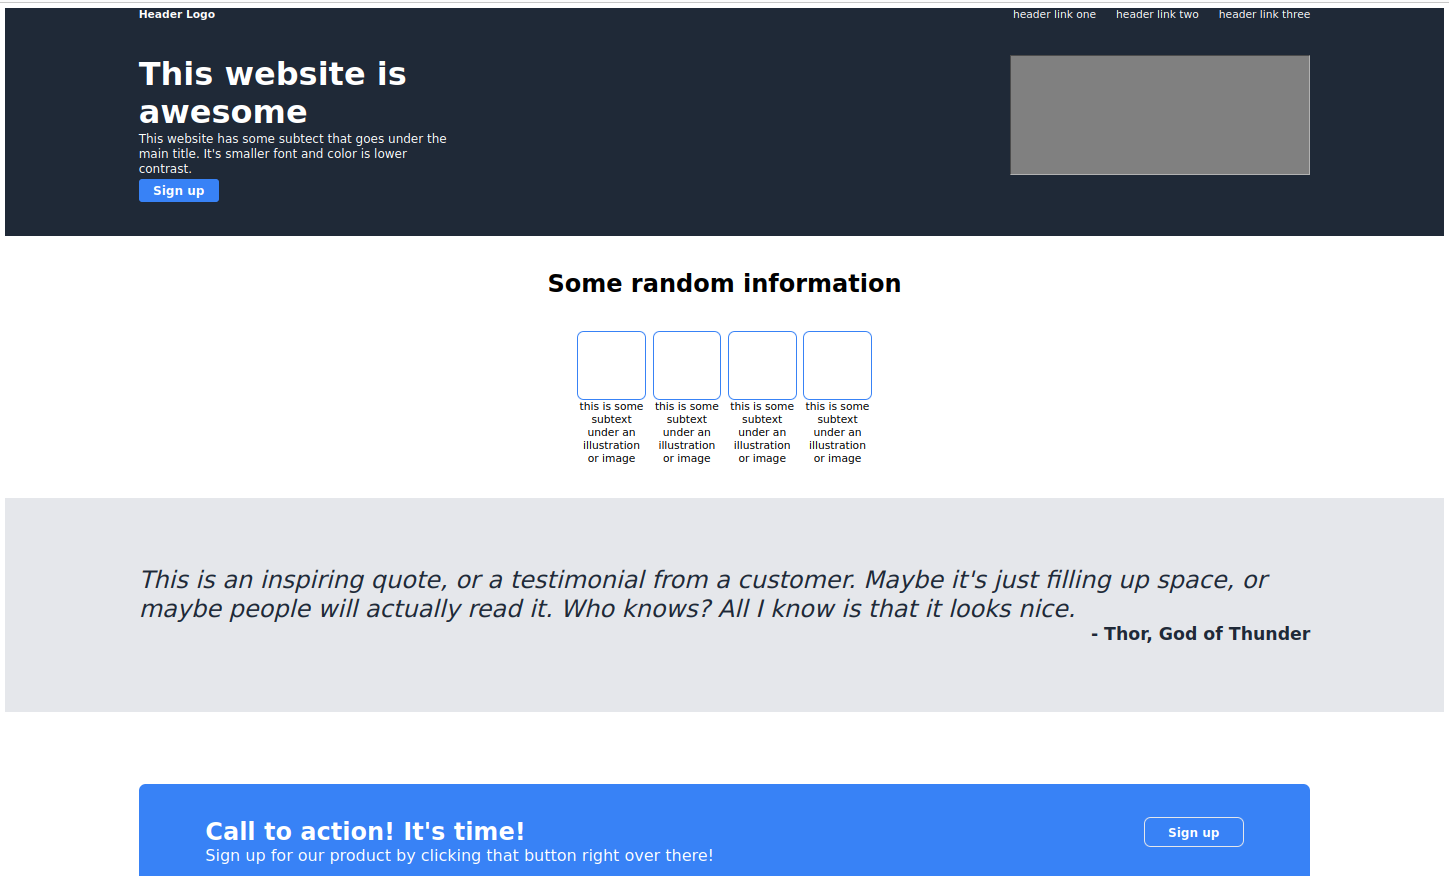 Header Logo
header link one header link two header link three
This website is
awesome
This website has some subtect that goes under the
main title. It's smaller font and color is lower
contrast.
Sign up
Some random information
this is some
subtext
under an
illustration
or image
this is some
subtext
under an
illustration
or image
this is some
subtext
under an
illustration
or image
this is some
subtext
under an
illustration
or image
This is an inspiring quote, or a testimonial from a customer. Maybe it's just filling up space, or
maybe people will actually read it. Who knows? All I know is that it looks nice.
- Thor, God of Thunder
Call to action! It's time!
Sign up for our product by clicking that button right over there!
Sign up